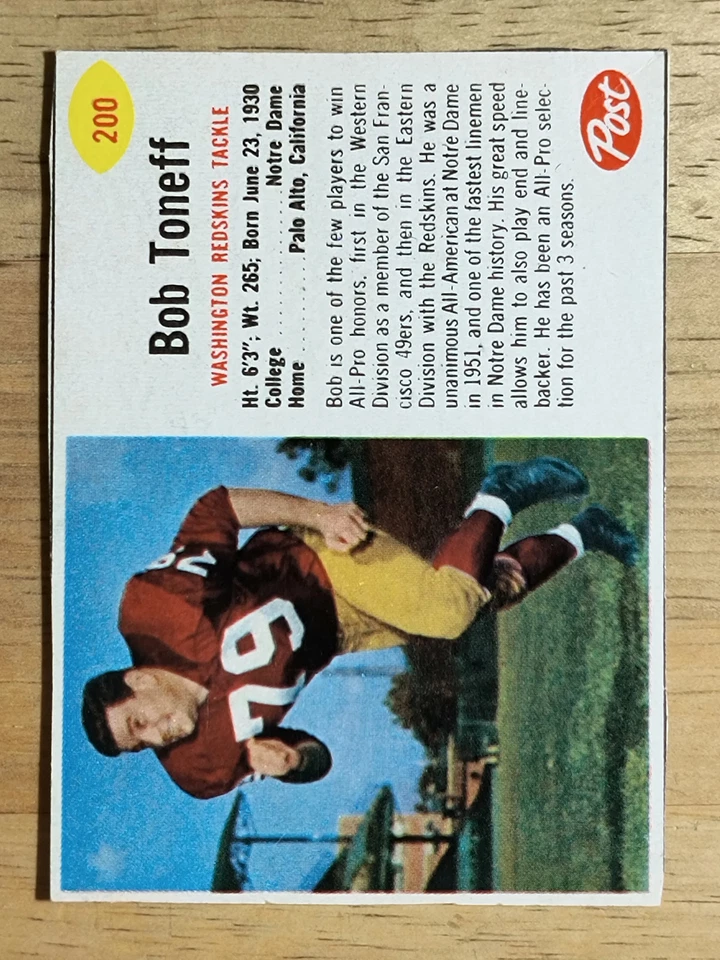 200
Bob Toneff
WASHINGTON REDSKINS TACKLE
Ht. 6'3"; Wt. 265; Born June 23, 1930
College ............... Notre Dame
Home ......... Palo Alto, California
Bob is one of the few players to win
All-Pro honors, first in the Western
Division as a member of the San Fran-
cisco 49ers, and then in the Eastern
Division with the Redskins. He was a
unanimous All-American at Notre Dame
in 1951, and one of the fastest linemen
in Notre Dame history. His great speed
allows him to also play end and line-
backer. He has been an All-Pro selec-
tion for the past 3 seasons.
Post
79